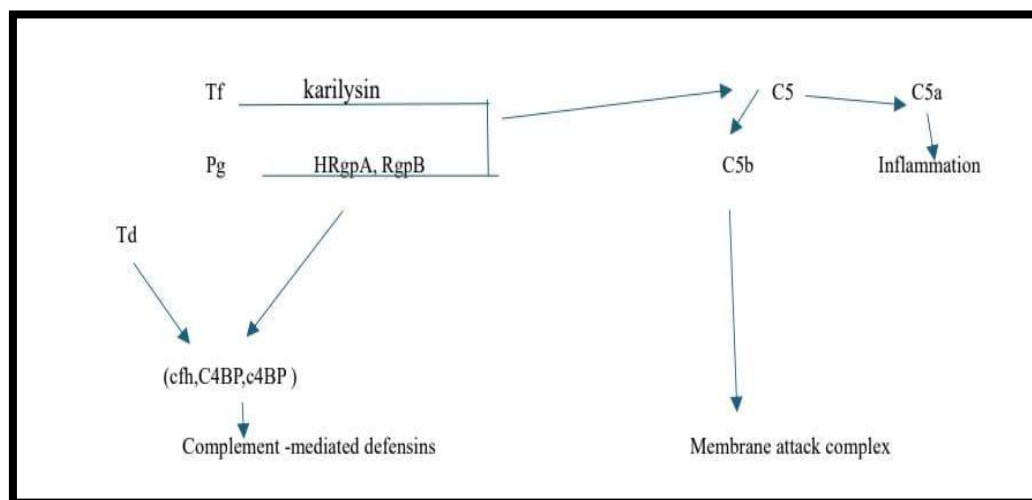 Tf karilysin C5 C5a
Pg HRgpA, RgpB C5b Inflammation
Td
(cfh,C4BP,c4BP )
Complement -mediated defensins Membrane attack complex